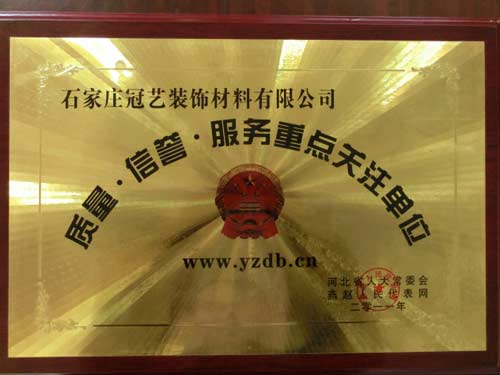 石家庄冠艺装饰材料有限公司
质量·信誉·服务重点关注单位
www.yzdb.cn
河北省人大常委会
燕赵人民代表网
二零一一年